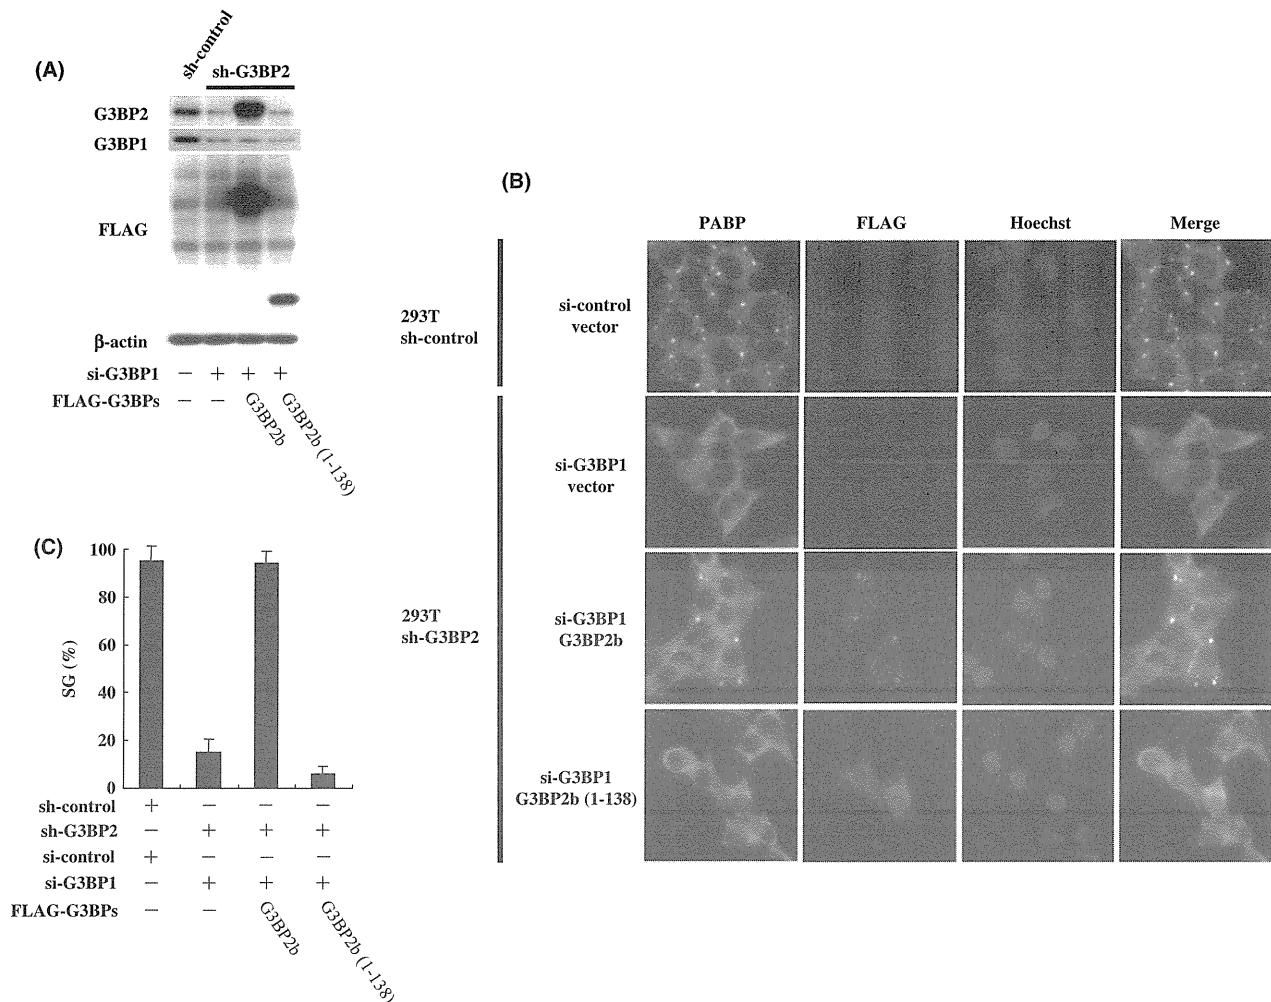 (A)
sh-control
sh-G3BP2
G3BP2
G3BP1
FLAG
β-actin
si-G3BP1 − + + +
FLAG-G3BPs − − G3BP2b G3BP2b (1-138)
(B)
PABP FLAG Hoechst Merge
293T
sh-control
si-control
vector
293T
sh-G3BP2
si-G3BP1
vector
si-G3BP1
G3BP2b
si-G3BP1
G3BP2b (1-138)
(C)
SG (%)
100
80
60
40
20
0
sh-control + − − −
sh-G3BP2 − + + +
si-control + − − −
si-G3BP1 − + + +
FLAG-G3BPs − − G3BP2b G3BP2b (1-138)